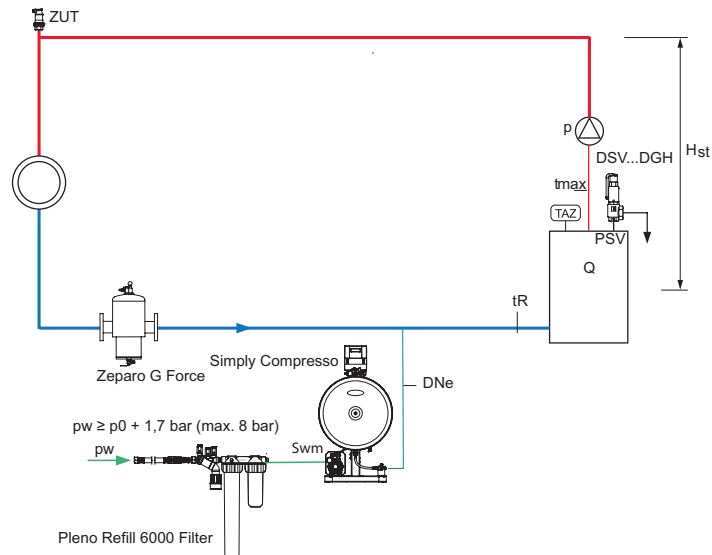 ZUT
p
DSV...DGH
Hst
tmax
TAZ
PSV
Q
tR
Zeparo G Force
Simply Compresso
DNe
pw ≥ p0 + 1,7 bar (max. 8 bar)
pw
Swm
Pleno Refill 6000 Filter